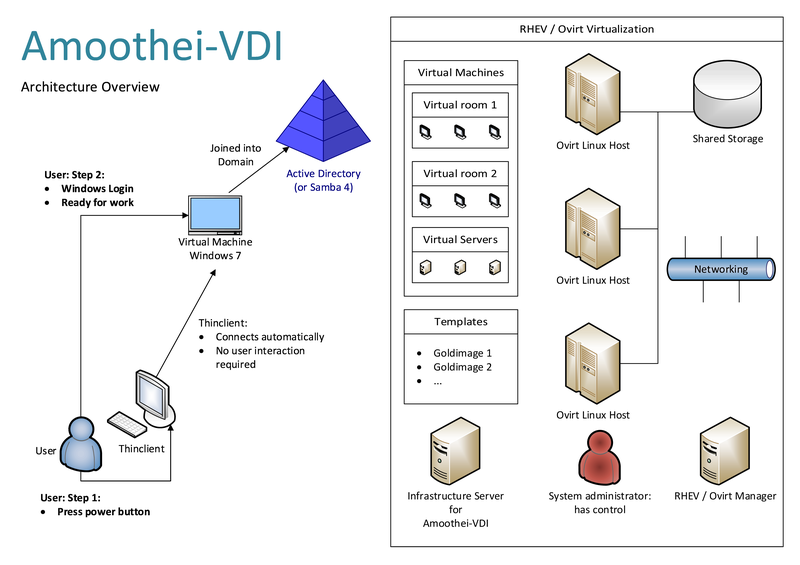 Amoothei-VDI
Architecture Overview
Joined into
Domain
Active Directory
(or Samba 4)
User: Step 2:
• Windows Login
• Ready for work
Virtual Machine
Windows 7
Thinclient:
• Connects automatically
• No user interaction
required
User
Thinclient
User: Step 1:
• Press power button
RHEV / Ovirt Virtualization
Virtual Machines
Virtual room 1
Virtual room 2
Virtual Servers
Templates
• Goldimage 1
• Goldimage 2
• ...
Ovirt Linux Host
Shared Storage
Ovirt Linux Host
Networking
Ovirt Linux Host
Infrastructure Server
for
Amoothei-VDI
System administrator:
has control
RHEV / Ovirt Manager